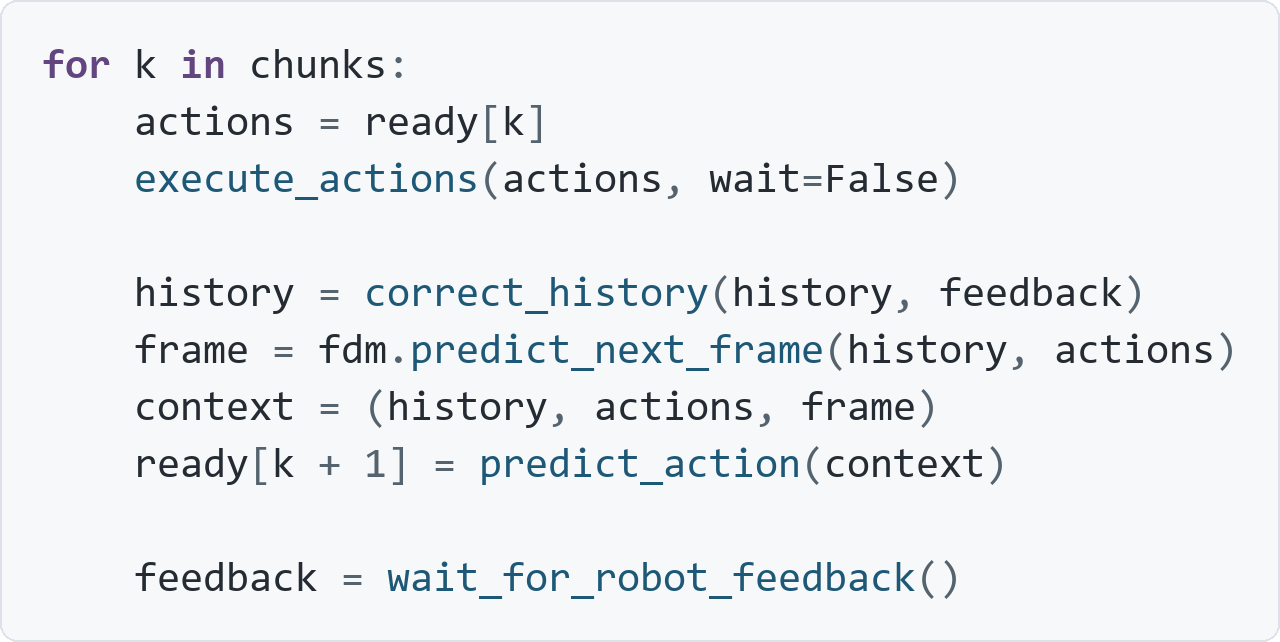 for k in chunks:
    actions = ready[k]
    execute_actions(actions, wait=False)

    history = correct_history(history, feedback)
    frame = fdm.predict_next_frame(history, actions)
    context = (history, actions, frame)
    ready[k + 1] = predict_action(context)

    feedback = wait_for_robot_feedback()